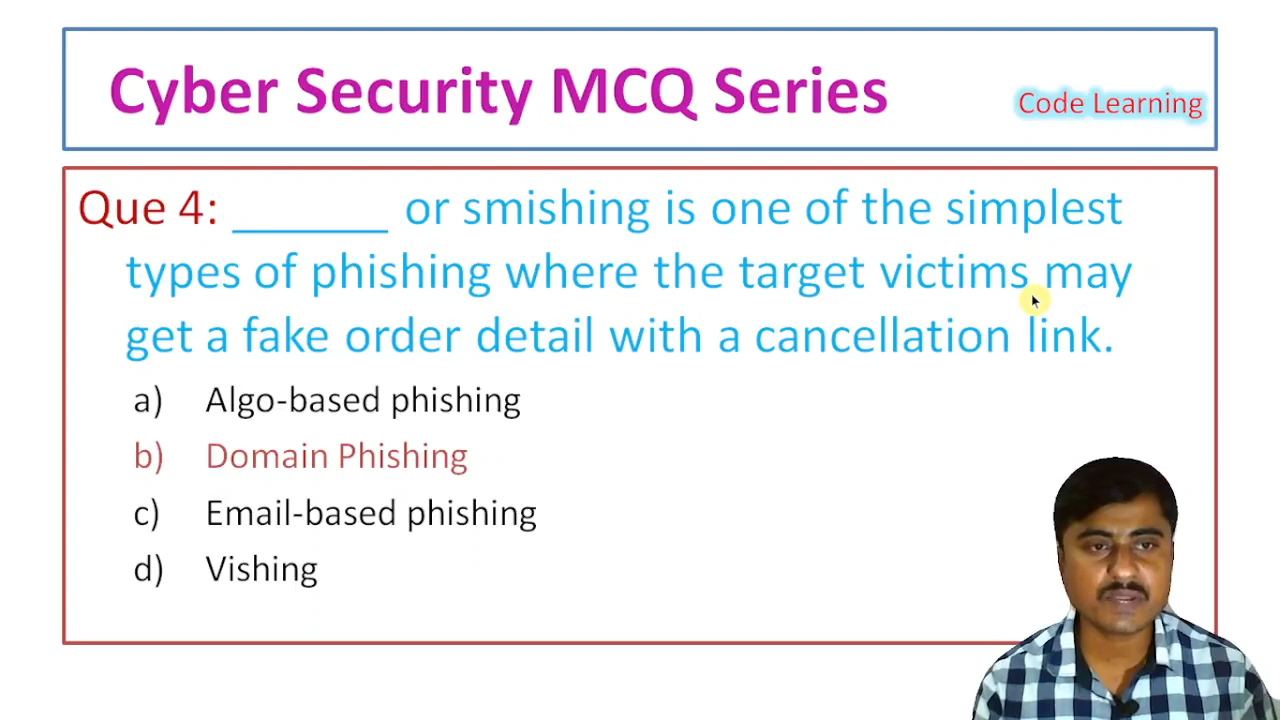 Cyber Security MCQ Series
Code Learning
Que 4: ______ or smishing is one of the simplest
types of phishing where the target victims may
get a fake order detail with a cancellation link.
a) Algo-based phishing
b) Domain Phishing
c) Email-based phishing
d) Vishing